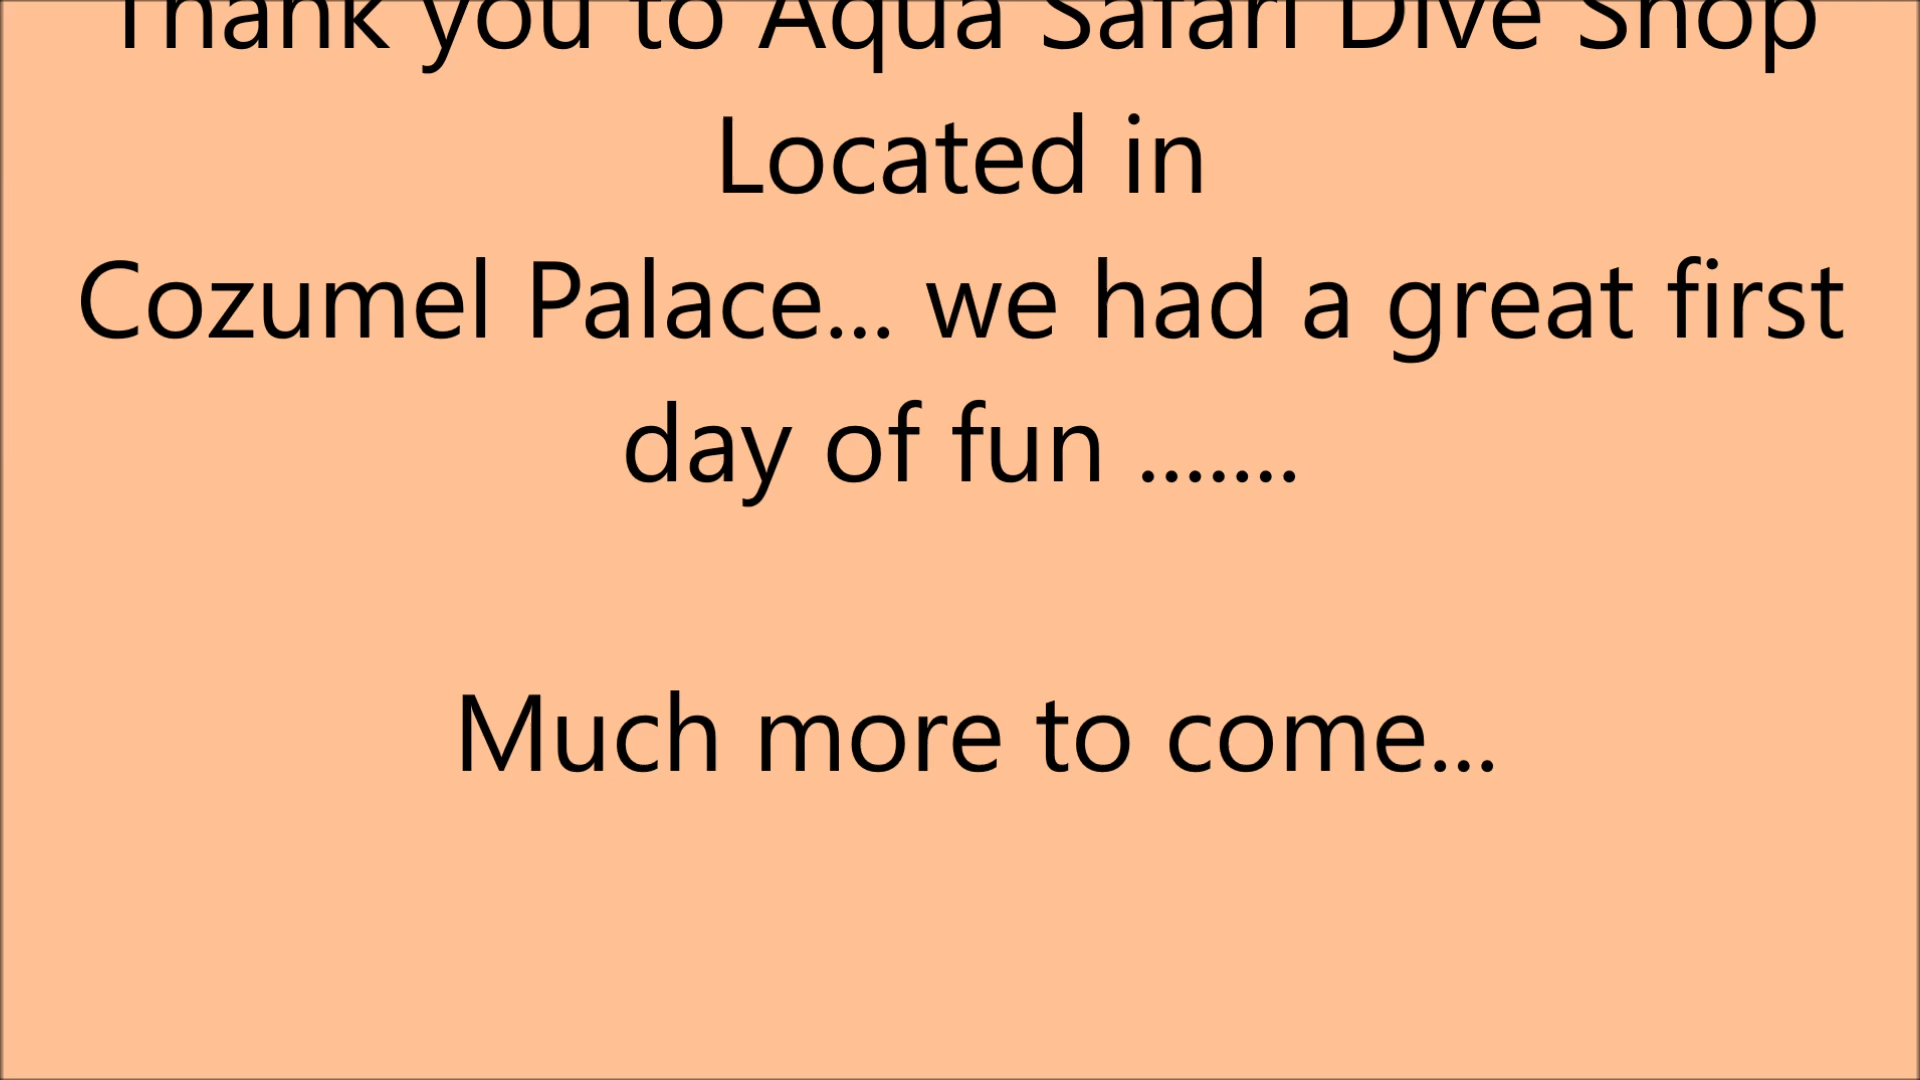 Thank you to Aqua Safari Dive Shop
Located in
Cozumel Palace... we had a great first
day of fun .......
Much more to come...